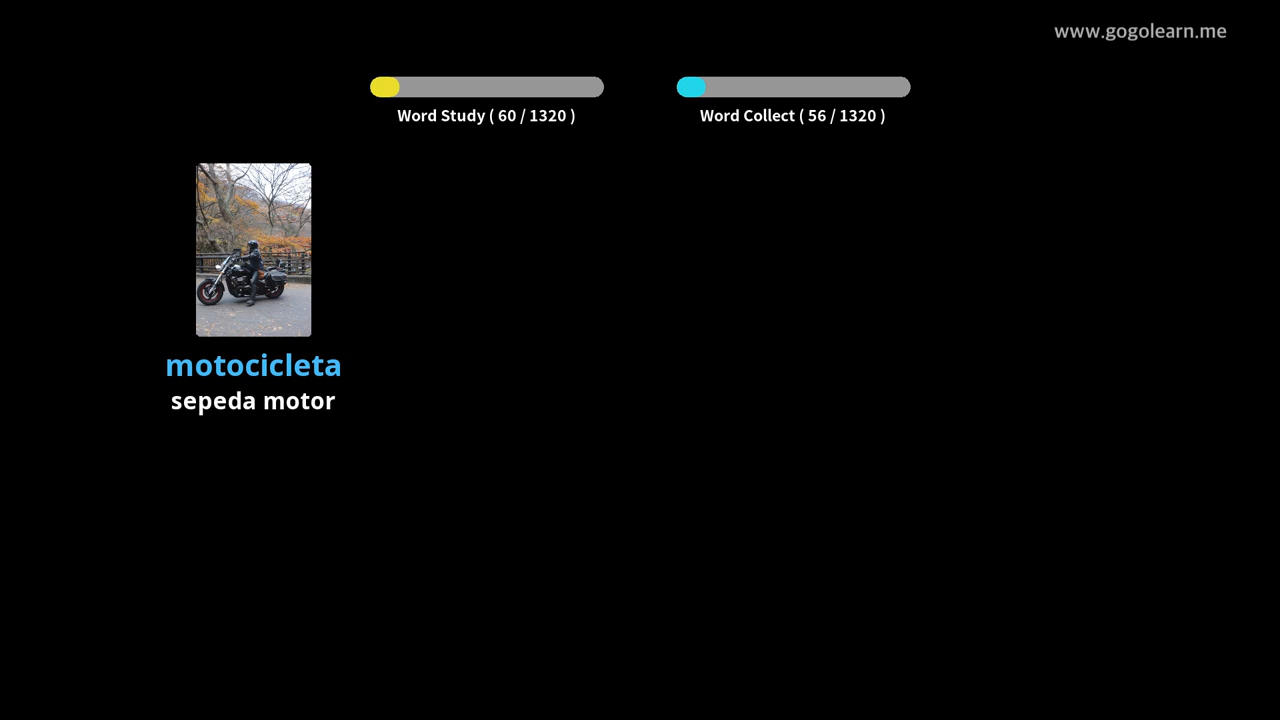 www.gogolearn.me
Word Study ( 60 / 1320 )
Word Collect ( 56 / 1320 )
motocicleta
sepeda motor